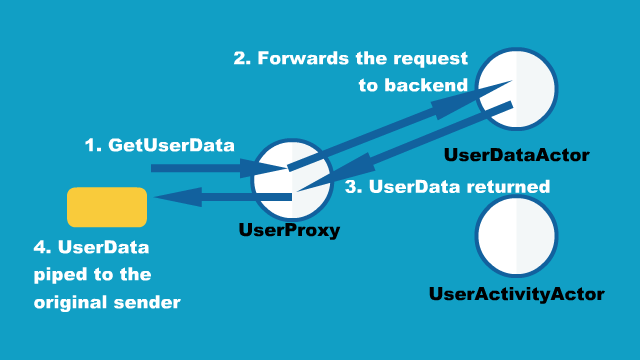 2. Forwards the request
to backend
1. GetUserData
UserDataActor
3. UserData returned
UserProxy
4. UserData
piped to the
original sender
UserActivityActor